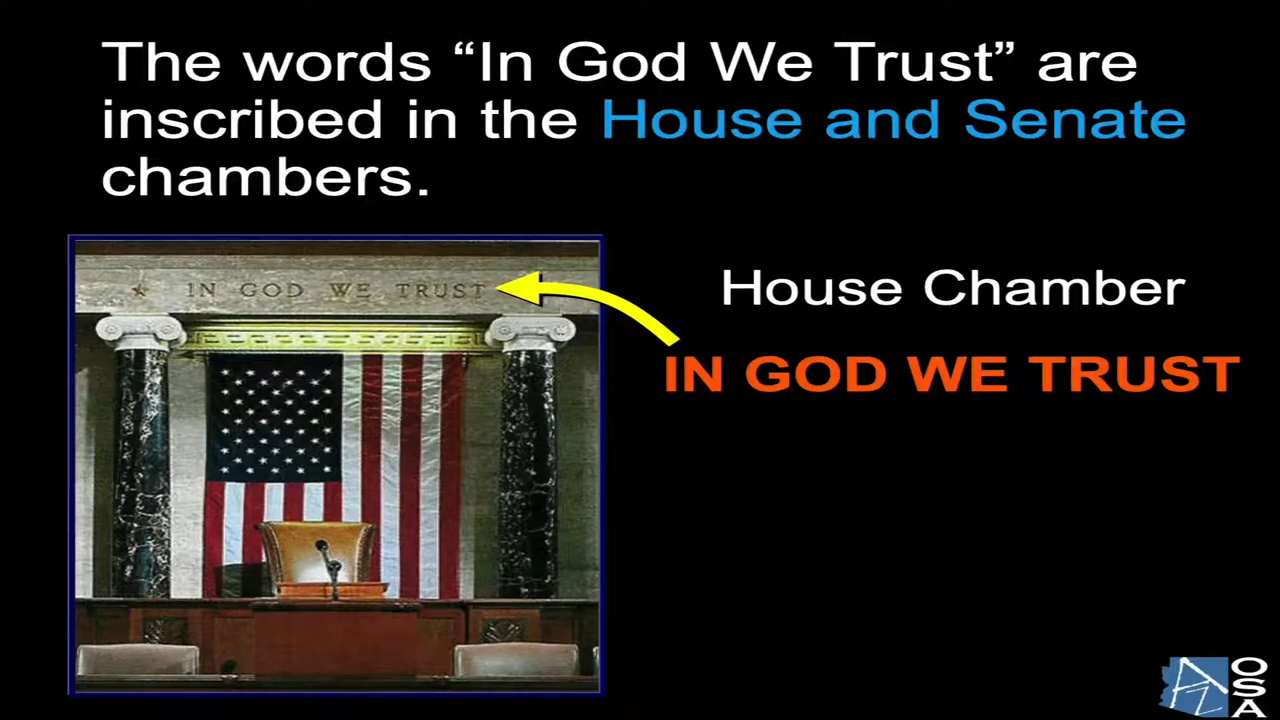 The words “In God We Trust” are
inscribed in the House and Senate
chambers.
IN GOD WE TRUST
House Chamber
IN GOD WE TRUST
AZ
OSA